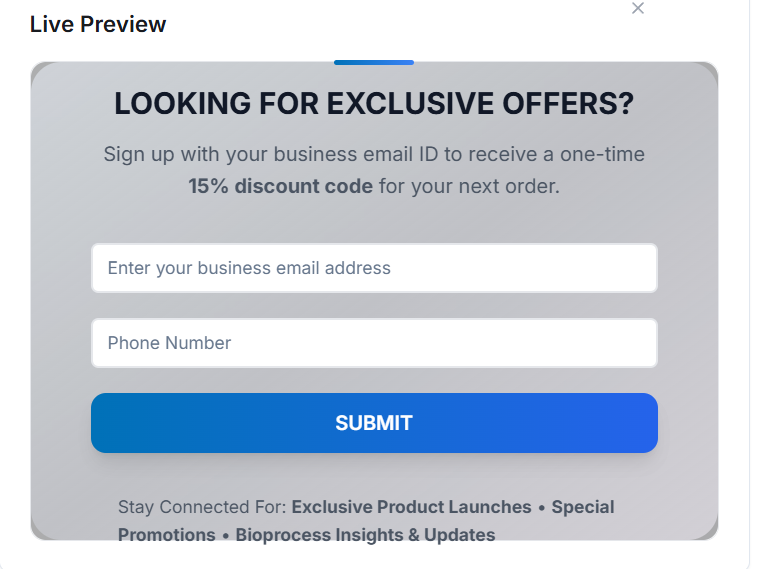 Live Preview
LOOKING FOR EXCLUSIVE OFFERS?
Sign up with your business email ID to receive a one-time
15% discount code for your next order.
Enter your business email address
Phone Number
SUBMIT
Stay Connected For: Exclusive Product Launches • Special
Promotions • Bioprocess Insights & Updates